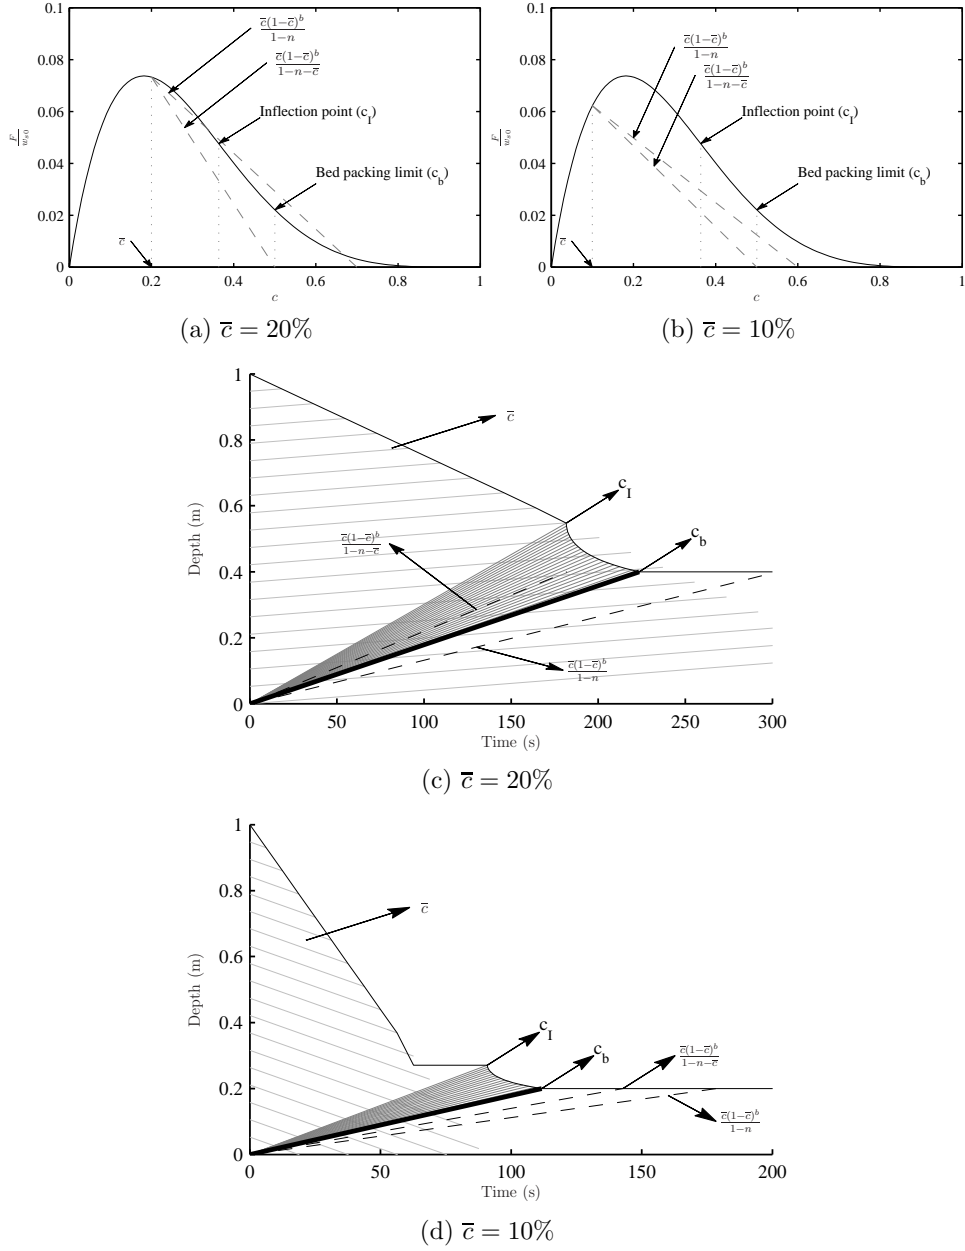 0.1
0.08
0.06
0.04
0.02
0
0
0.2
0.4
0.6
0.8
1
F/w_{s0}
c
c̅(1−c̅)^b/1−n
c̅(1−c̅)^b/1−n−c̅
Inflection point (c_I)
Bed packing limit (c_b)
c̅
(a) c̅ = 20%
0.1
0.08
0.06
0.04
0.02
0
0
0.2
0.4
0.6
0.8
1
F/w_{s0}
c
c̅(1−c̅)^b/1−n
c̅(1−c̅)^b/1−n−c̅
Inflection point (c_I)
Bed packing limit (c_b)
c̅
(b) c̅ = 10%
1
0.8
0.6
0.4
0.2
0
Depth (m)
c̅
c_I
c_b
c̅(1−c̅)^b/1−n−c̅
c̅(1−c̅)^b/1−n
0
50
100
150
200
250
300
Time (s)
(c) c̅ = 20%
1
0.8
0.6
0.4
0.2
0
Depth (m)
c̅
c_I
c_b
c̅(1−c̅)^b/1−n−c̅
c̅(1−c̅)^b/1−n
0
50
100
150
200
Time (s)
(d) c̅ = 10%